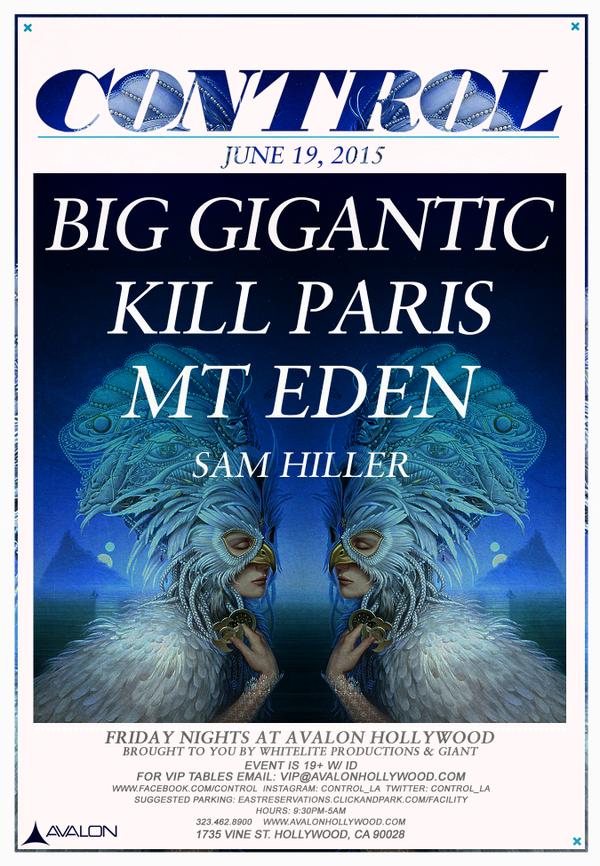 CONTROL
JUNE 19, 2015
BIG GIGANTIC
KILL PARIS
MT EDEN
SAM HILLER
FRIDAY NIGHTS AT AVALON HOLLYWOOD
BROUGHT TO YOU BY WHITELITE PRODUCTIONS & GIANT
EVENT IS 19+ W/ ID
FOR VIP TABLES EMAIL: VIP@AVALONHOLLYWOOD.COM
WWW.FACEBOOK.COM/CONTROL INSTAGRAM: CONTROL_LA TWITTER: CONTROL_LA
SUGGESTED PARKING: EASTRESERVATIONS.CLICKANDPARK.COM/FACILITY
HOURS: 9:30PM-5AM
323.462.8900 WWW.AVALONHOLLYWOOD.COM
1735 VINE ST. HOLLYWOOD, CA 90028
AVALON